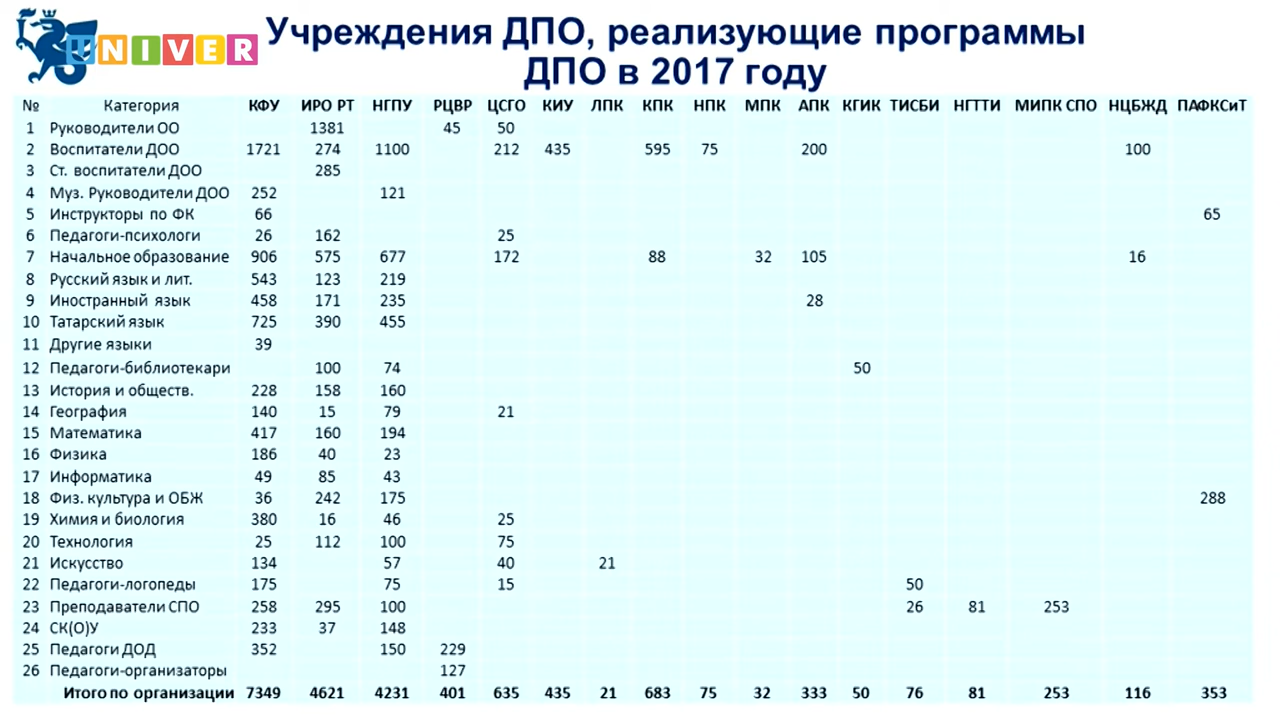 UNIVER
Учреждения ДПО, реализующие программы
ДПО в 2017 году
№ Категория КФУ ИРО РТ НГПУ РЦВР ЦСГО КИУ ЛПК КПК НПК МПК АПК КГИК ТИСБИ НГТТИ МИПК СПО НЦБЖД ПАФКСиТ
1 Руководители ОО 1381 45 50
2 Воспитатели ДОО 1721 274 1100 212 435 595 75 200 100
3 Ст. воспитатели ДОО 285
4 Муз. Руководители ДОО 252 121
5 Инструкторы по ФК 66 65
6 Педагоги-психологи 26 162 25
7 Начальное образование 906 575 677 172 88 32 105 16
8 Русский язык и лит. 543 123 219
9 Иностранный язык 458 171 235 28
10 Татарский язык 725 390 455
11 Другие языки 39
12 Педагоги-библиотекари 100 74 50
13 История и обществ. 228 158 160
14 География 140 15 79 21
15 Математика 417 160 194
16 Физика 186 40 23
17 Информатика 49 85 43
18 Физ. культура и ОБЖ 36 242 175 288
19 Химия и биология 380 16 46 25
20 Технология 25 112 100 75
21 Искусство 134 57 40 21
22 Педагоги-логопеды 175 75 15 50
23 Преподаватели СПО 258 295 100 26 81 253
24 СК(О)У 233 37 148
25 Педагоги ДОД 352 150 229
26 Педагоги-организаторы 127
Итого по организации 7349 4621 4231 401 635 435 21 683 75 32 333 50 76 81 253 116 353